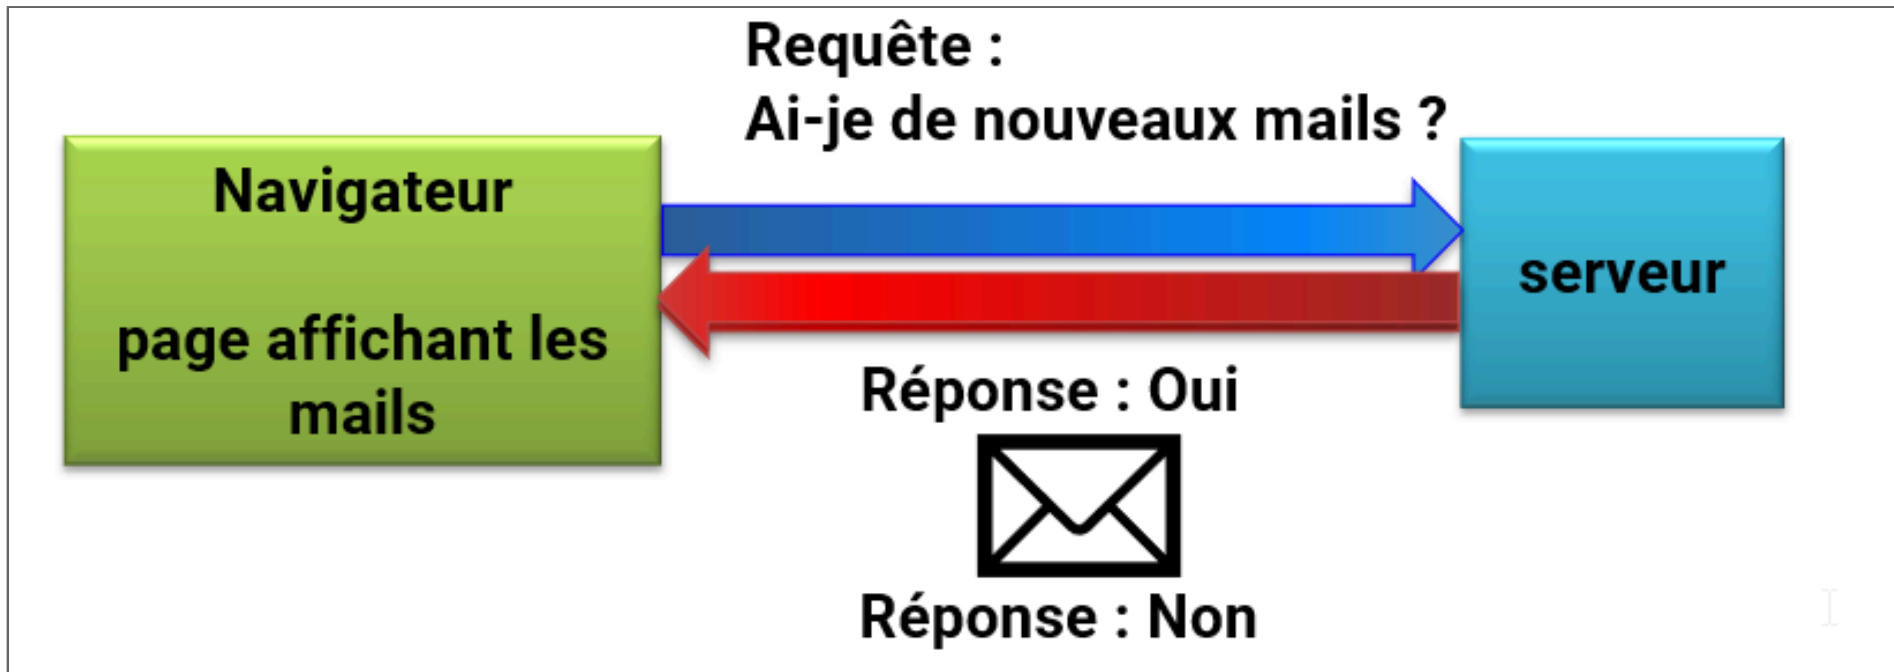 Requête :
Ai-je de nouveaux mails ?
Navigateur
page affichant les
mails
serveur
Réponse : Oui
Réponse : Non